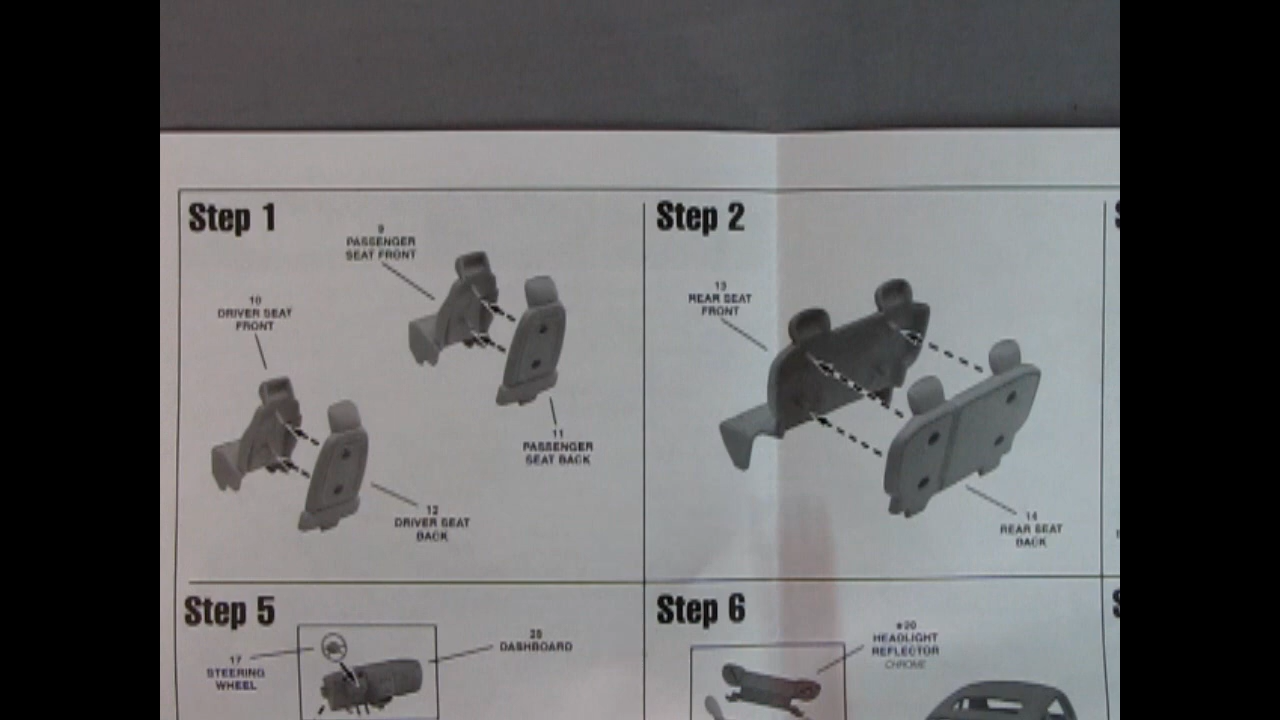 Step 1
9
PASSENGER
SEAT FRONT
10
DRIVER SEAT
FRONT
11
PASSENGER
SEAT BACK
12
DRIVER SEAT
BACK
Step 2
13
REAR SEAT
FRONT
14
REAR SEAT
BACK
Step 5
17
STEERING
WHEEL
DASHBOARD
Step 6
★20
HEADLIGHT
REFLECTOR
CHROME